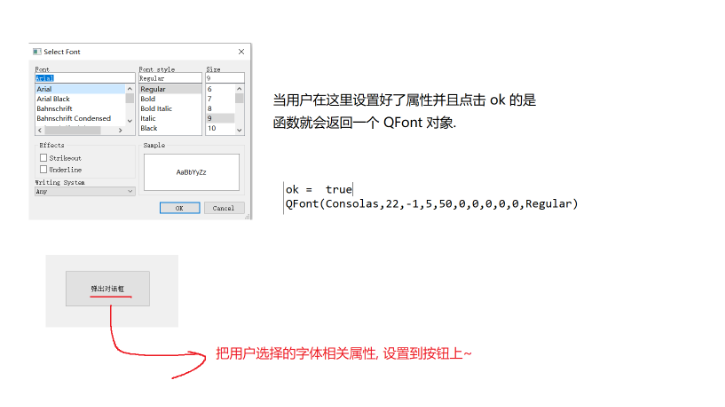 Select Font
Font
Font style
Size
Arial
Regular
9
Arial
Arial Black
Bahnschrift
Bahnschrift Condensed
Regular
Bold
Bold Italic
Italic
Black
6
7
8
9
10
Effects
Strikeout
Underline
Sample
AaBbYyZz
Writing System
Any
OK
Cancel
当用户在这里设置好了属性并且点击 ok 的是
函数就会返回一个 QFont 对象.
ok = true
QFont(Consolas,22,-1,5,50,0,0,0,0,0,Regular)
弹出对话框
把用户选择的字体相关属性, 设置到按钮上~